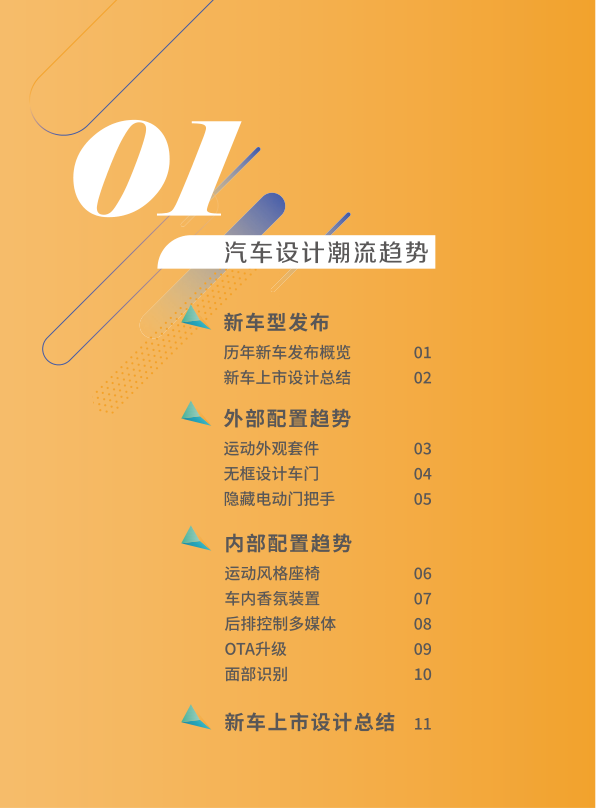 01
汽车设计潮流趋势
新车型发布
历年新车发布概览 01
新车上市设计总结 02
外部配置趋势
运动外观套件 03
无框设计车门 04
隐藏电动门把手 05
内部配置趋势
运动风格座椅 06
车内香氛装置 07
后排控制多媒体 08
OTA升级 09
面部识别 10
新车上市设计总结 11